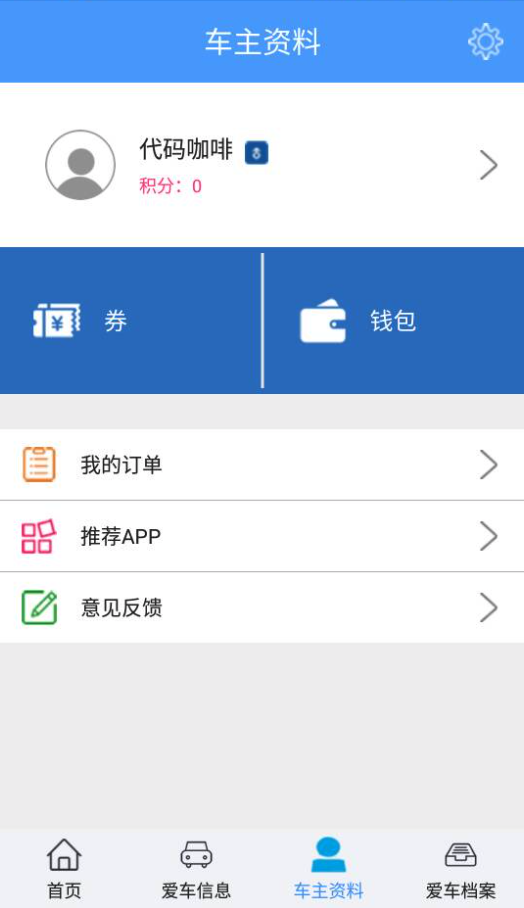 车主资料
代码咖啡
积分：0
券
钱包
我的订单
推荐APP
意见反馈
首页
爱车信息
车主资料
爱车档案